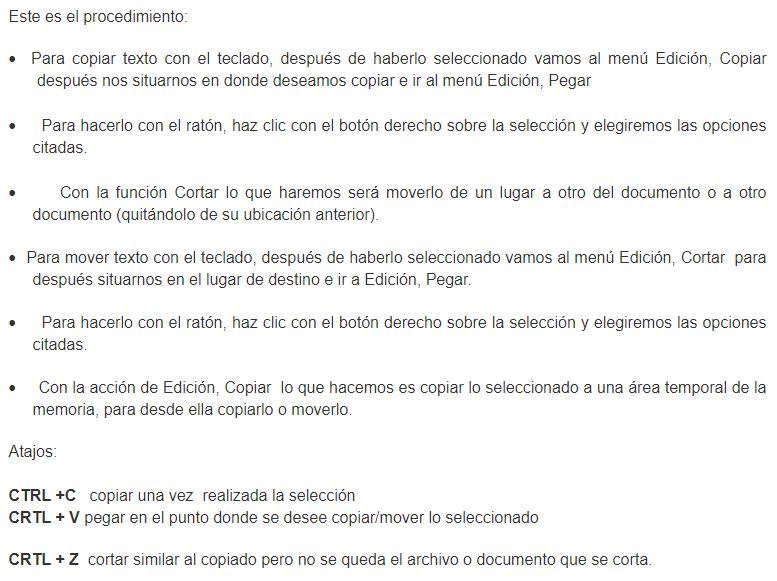 Este es el procedimiento:
• Para copiar texto con el teclado, después de haberlo seleccionado vamos al menú Edición, Copiar
después nos situarnos en donde deseamos copiar e ir al menú Edición, Pegar
• Para hacerlo con el ratón, haz clic con el botón derecho sobre la selección y elegiremos las opciones
citadas.
• Con la función Cortar lo que haremos será moverlo de un lugar a otro del documento o a otro
documento (quitándolo de su ubicación anterior).
• Para mover texto con el teclado, después de haberlo seleccionado vamos al menú Edición, Cortar para
después situarnos en el lugar de destino e ir a Edición, Pegar.
• Para hacerlo con el ratón, haz clic con el botón derecho sobre la selección y elegiremos las opciones
citadas.
• Con la acción de Edición, Copiar lo que hacemos es copiar lo seleccionado a una área temporal de la
memoria, para desde ella copiarlo o moverlo.
Atajos:
CTRL +C copiar una vez realizada la selección
CRTL + V pegar en el punto donde se desee copiar/mover lo seleccionado
CRTL + Z cortar similar al copiado pero no se queda el archivo o documento que se corta.